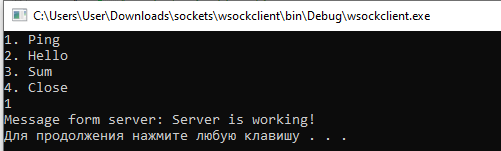 C:\Users\User\Downloads\sockets\wsockclient\bin\Debug\wsockclient.exe
1. Ping
2. Hello
3. Sum
4. Close
1
Message form server: Server is working!
Для продолжения нажмите любую клавишу . . .